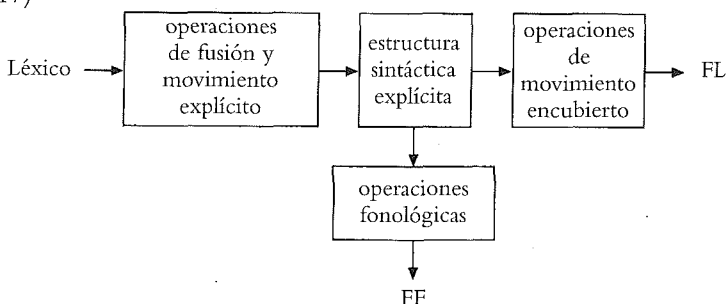 Léxico
operaciones
de fusión y
movimiento
explícito
estructura
sintáctica
explícita
operaciones
de
movimiento
encubierto
FL
operaciones
fonológicas
FF